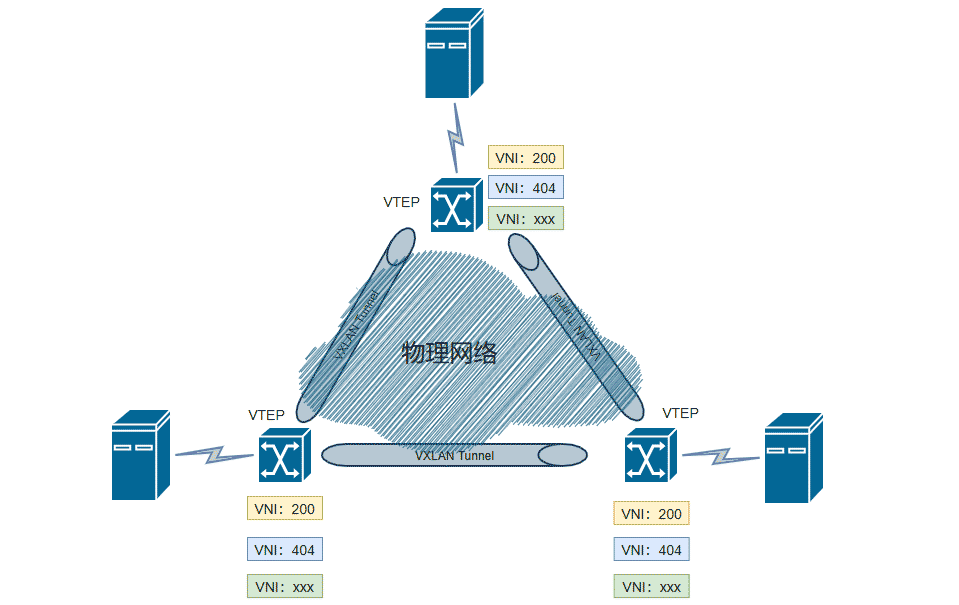 VNI：200
VNI：404
VTEP
VNI：xxx
VXLAN Tunnel
VXLAN Tunnel
物理网络
VTEP
VTEP
VXLAN Tunnel
VNI：200
VNI：404
VNI：xxx
VNI：200
VNI：404
VNI：xxx